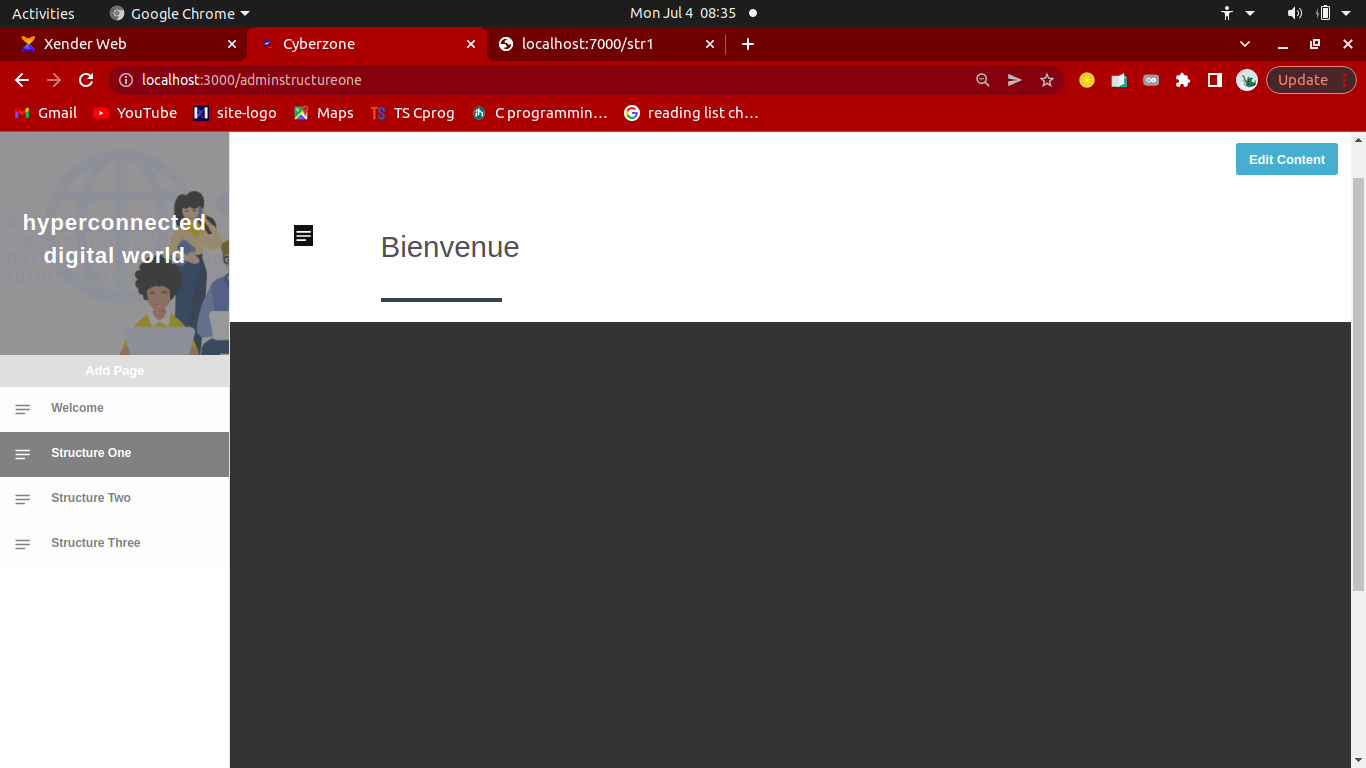 Activities
Google Chrome
Mon Jul 4 08:35
Xender Web
Cyberzone
localhost:7000/str1
localhost:3000/adminstructureone
Update
Gmail
YouTube
site-logo
Maps
TS Cprog
C programmin…
reading list ch…
Edit Content
hyperconnected
digital world
Bienvenue
Add Page
Welcome
Structure One
Structure Two
Structure Three